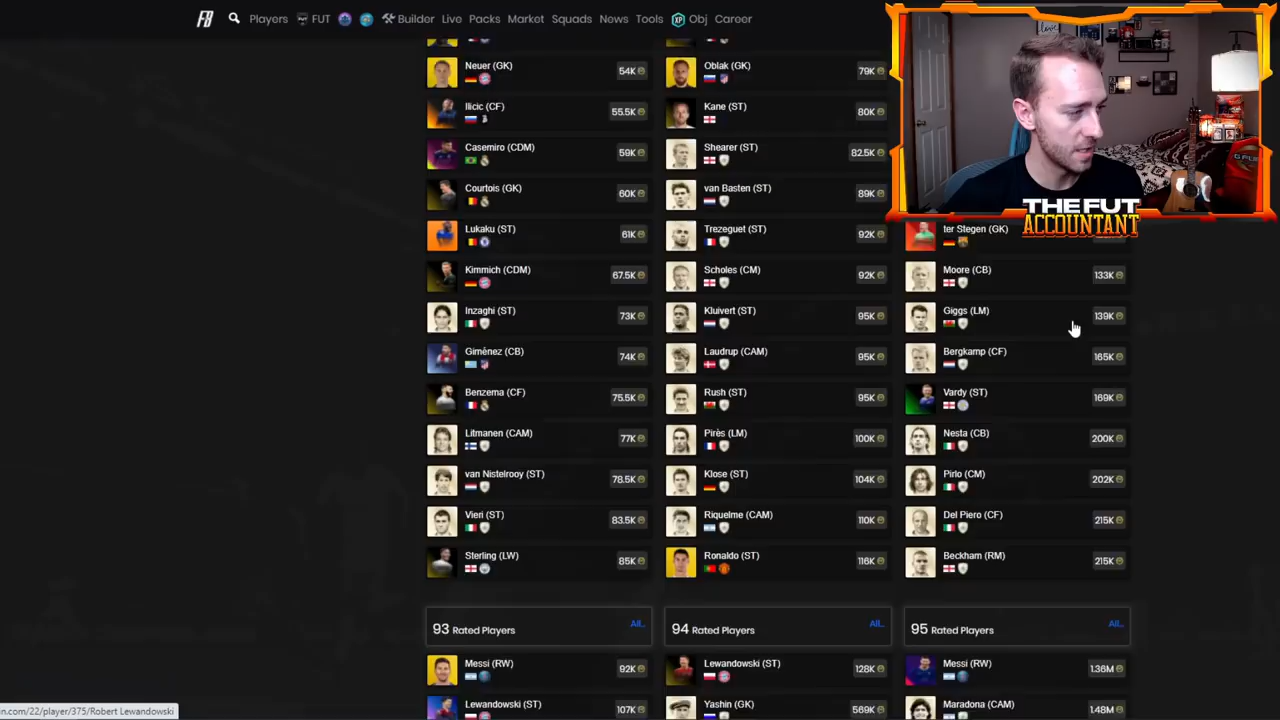 FB Players FUT Builder Live Packs Market Squads News Tools XP Obj Career
Neuer (GK) 54K
Ilicic (CF) 55.5K
Casemiro (CDM) 59K
Courtois (GK) 60K
Lukaku (ST) 61K
Kimmich (CDM) 67.5K
Inzaghi (ST) 73K
Giménez (CB) 74K
Benzema (CF) 75.5K
Litmanen (CAM) 77K
van Nistelrooy (ST) 78.5K
Vieri (ST) 83.5K
Sterling (LW) 85K
Oblak (GK) 79K
Kane (ST) 80K
Shearer (ST) 82.5K
van Basten (ST) 89K
Trezeguet (ST) 92K
Scholes (CM) 92K
Kluivert (ST) 95K
Laudrup (CAM) 95K
Rush (ST) 95K
Pirès (LM) 100K
Klose (ST) 104K
Riquelme (CAM) 110K
Ronaldo (ST) 116K
THE FUT
ACCOUNTANT
ter Stegen (GK)
Moore (CB) 133K
Giggs (LM) 139K
Bergkamp (CF) 165K
Vardy (ST) 169K
Nesta (CB) 200K
Pirlo (CM) 202K
Del Piero (CF) 215K
Beckham (RM) 215K
93 Rated Players All..
Messi (RW) 92K
Lewandowski (ST) 107K
94 Rated Players All..
Lewandowski (ST) 128K
Yashin (GK) 569K
95 Rated Players All..
Messi (RW) 1.36M
Maradona (CAM) 1.48M
in.com/22/player/375/Robert Lewandowski